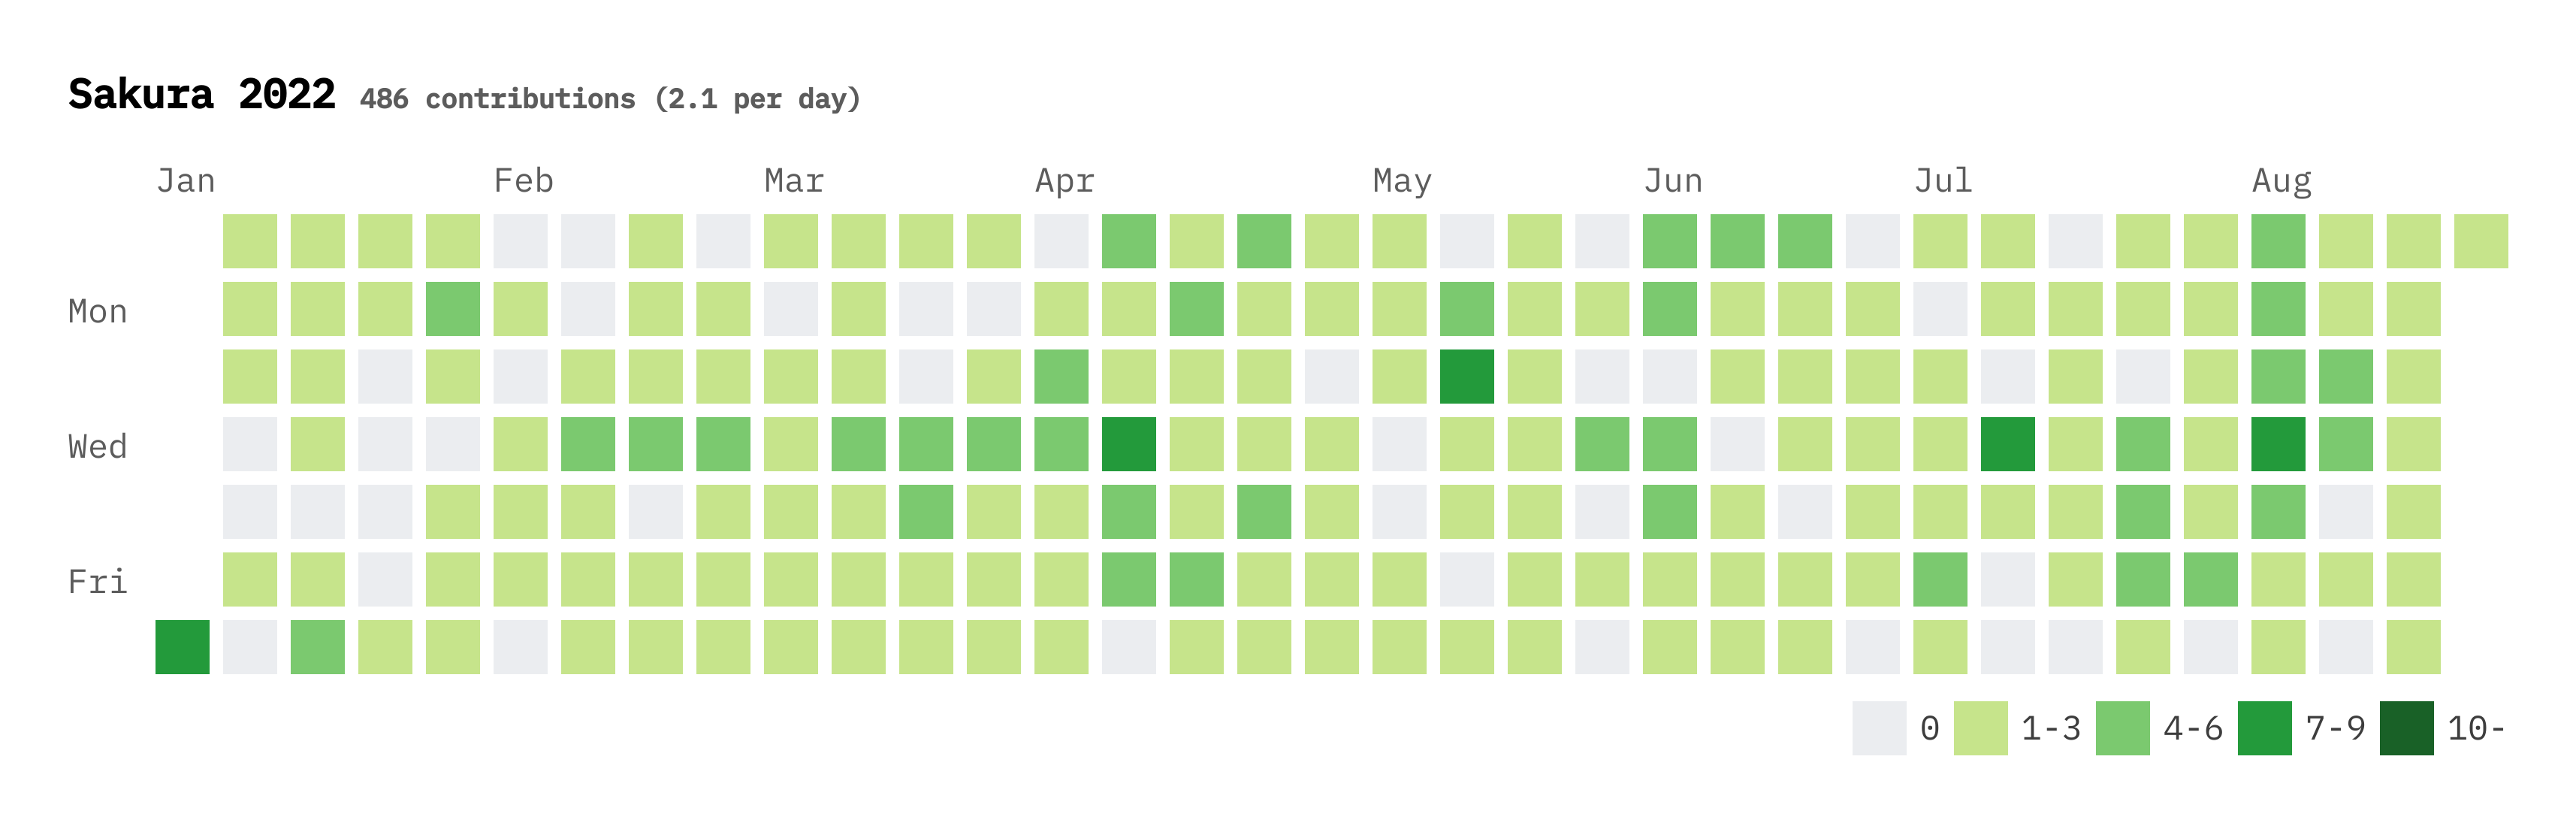 Sakura 2022 486 contributions (2.1 per day)
Jan Feb Mar Apr May Jun Jul Aug
Mon
Wed
Fri
0 1-3 4-6 7-9 10-